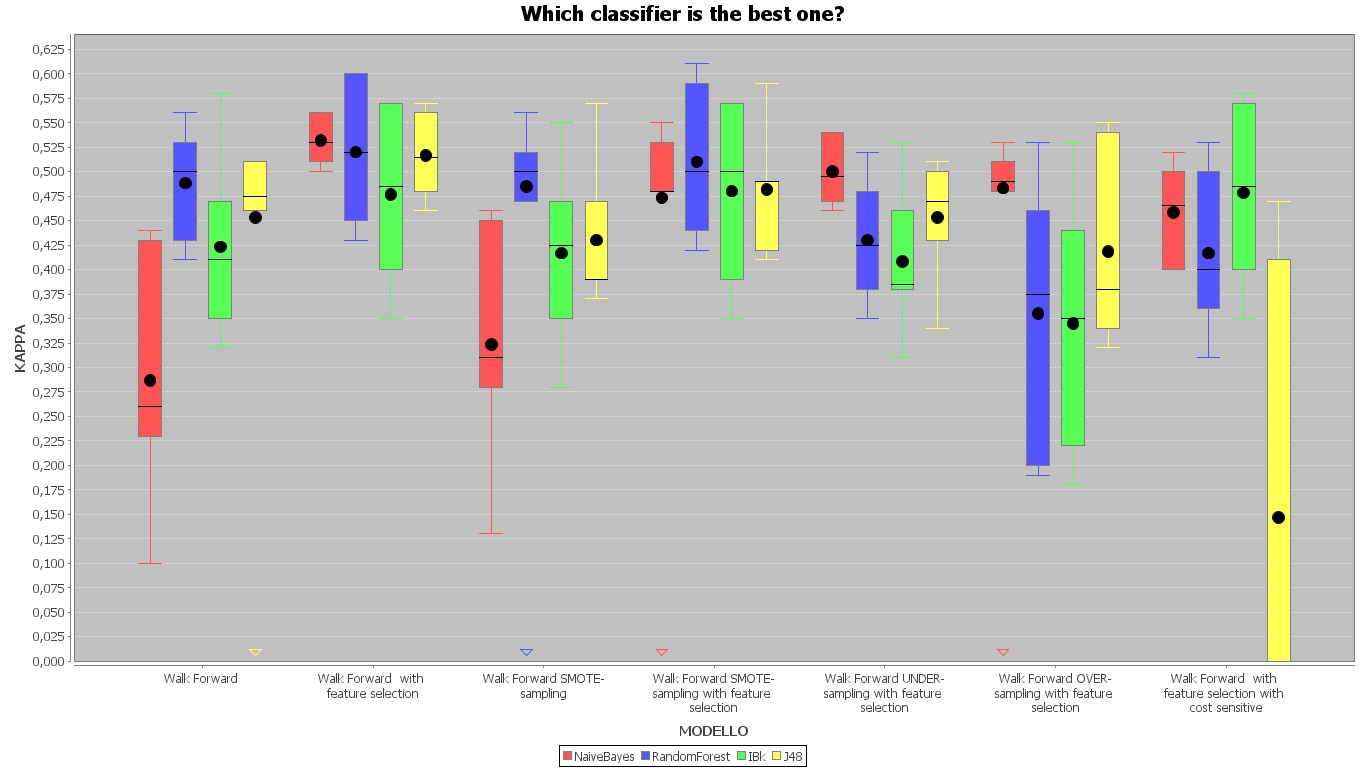 Which classifier is the best one?
0,625
0,600
0,575
0,550
0,525
0,500
0,475
0,450
0,425
0,400
0,375
0,350
0,325
0,300
0,275
0,250
0,225
0,200
0,175
0,150
0,125
0,100
0,075
0,050
0,025
0,000
KAPPA
Walk Forward
Walk Forward with
feature selection
Walk Forward SMOTE-
sampling
Walk Forward SMOTE-
sampling with feature
selection
Walk Forward UNDER-
sampling with feature
selection
Walk Forward OVER-
sampling with feature
selection
Walk Forward with
feature selection with
cost sensitive
MODELLO
NaiveBayes RandomForest IBk J48